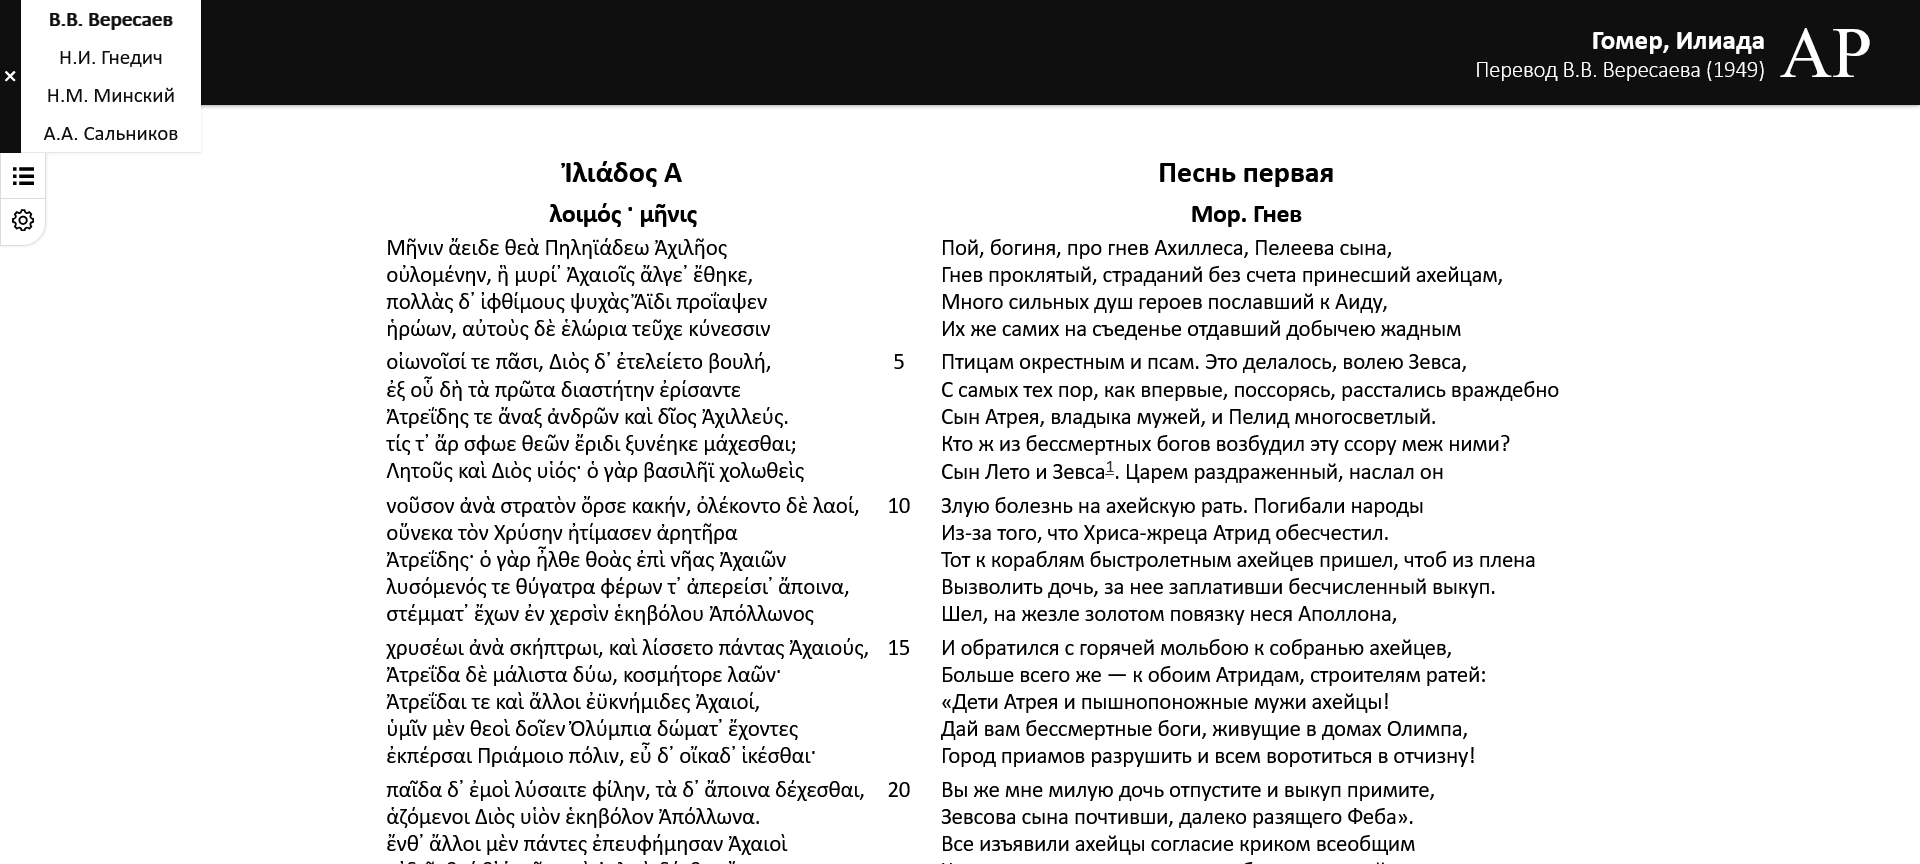 В.В. Вересаев
Н.И. Гнедич
Н.М. Минский
А.А. Сальников
Гомер, Илиада
Перевод В.В. Вересаева (1949)
АР
Ἰλιάδος Α
λοιμός · μῆνις
Μῆνιν ἄειδε θεὰ Πηληϊάδεω Ἀχιλῆος
οὐλομένην, ἣ μυρί᾽ Ἀχαιοῖς ἄλγε᾽ ἔθηκε,
πολλὰς δ᾽ ἰφθίμους ψυχὰς Ἄϊδι προΐαψεν
ἡρώων, αὐτοὺς δὲ ἑλώρια τεῦχε κύνεσσιν
οἰωνοῖσί τε πᾶσι, Διὸς δ᾽ ἐτελείετο βουλή,
ἐξ οὗ δὴ τὰ πρῶτα διαστήτην ἐρίσαντε
Ἀτρεΐδης τε ἄναξ ἀνδρῶν καὶ δῖος Ἀχιλλεύς.
τίς τ᾽ ἄρ σφωε θεῶν ἔριδι ξυνέηκε μάχεσθαι;
Λητοῦς καὶ Διὸς υἱός· ὁ γὰρ βασιλῆϊ χολωθεὶς
νοῦσον ἀνὰ στρατὸν ὄρσε κακήν, ὀλέκοντο δὲ λαοί,
οὕνεκα τὸν Χρύσην ἠτίμασεν ἀρητῆρα
Ἀτρεΐδης· ὁ γὰρ ἦλθε θοὰς ἐπὶ νῆας Ἀχαιῶν
λυσόμενός τε θύγατρα φέρων τ᾽ ἀπερείσι᾽ ἄποινα,
στέμματ᾽ ἔχων ἐν χερσὶν ἑκηβόλου Ἀπόλλωνος
χρυσέωι ἀνὰ σκήπτρωι, καὶ λίσσετο πάντας Ἀχαιούς,
Ἀτρεΐδα δὲ μάλιστα δύω, κοσμήτορε λαῶν·
Ἀτρεΐδαι τε καὶ ἄλλοι ἐϋκνήμιδες Ἀχαιοί,
ὑμῖν μὲν θεοὶ δοῖεν Ὀλύμπια δώματ᾽ ἔχοντες
ἐκπέρσαι Πριάμοιο πόλιν, εὖ δ᾽ οἴκαδ᾽ ἱκέσθαι·
παῖδα δ᾽ ἐμοὶ λύσαιτε φίλην, τὰ δ᾽ ἄποινα δέχεσθαι,
ἁζόμενοι Διὸς υἱὸν ἑκηβόλον Ἀπόλλωνα.
ἔνθ᾽ ἄλλοι μὲν πάντες ἐπευφήμησαν Ἀχαιοὶ
5
10
15
20
Песнь первая
Мор. Гнев
Пой, богиня, про гнев Ахиллеса, Пелеева сына,
Гнев проклятый, страданий без счета принесший ахейцам,
Много сильных душ героев пославший к Аиду,
Их же самих на съеденье отдавший добычею жадным
Птицам окрестным и псам. Это делалось, волею Зевса,
С самых тех пор, как впервые, поссорясь, расстались враждебно
Сын Атрея, владыка мужей, и Пелид многосветлый.
Кто ж из бессмертных богов возбудил эту ссору меж ними?
Сын Лето и Зевса1. Царем раздраженный, наслал он
Злую болезнь на ахейскую рать. Погибали народы
Из-за того, что Хриса-жреца Атрид обесчестил.
Тот к кораблям быстролетным ахейцев пришел, чтоб из плена
Вызволить дочь, за нее заплативши бесчисленный выкуп.
Шел, на жезле золотом повязку неся Аполлона,
И обратился с горячей мольбою к собранью ахейцев,
Больше всего же — к обоим Атридам, строителям ратей:
«Дети Атрея и пышнопоножные мужи ахейцы!
Дай вам бессмертные боги, живущие в домах Олимпа,
Город приамов разрушить и всем воротиться в отчизну!
Вы же мне милую дочь отпустите и выкуп примите,
Зевсова сына почтивши, далеко разящего Феба».
Все изъявили ахейцы согласие криком всеобщим